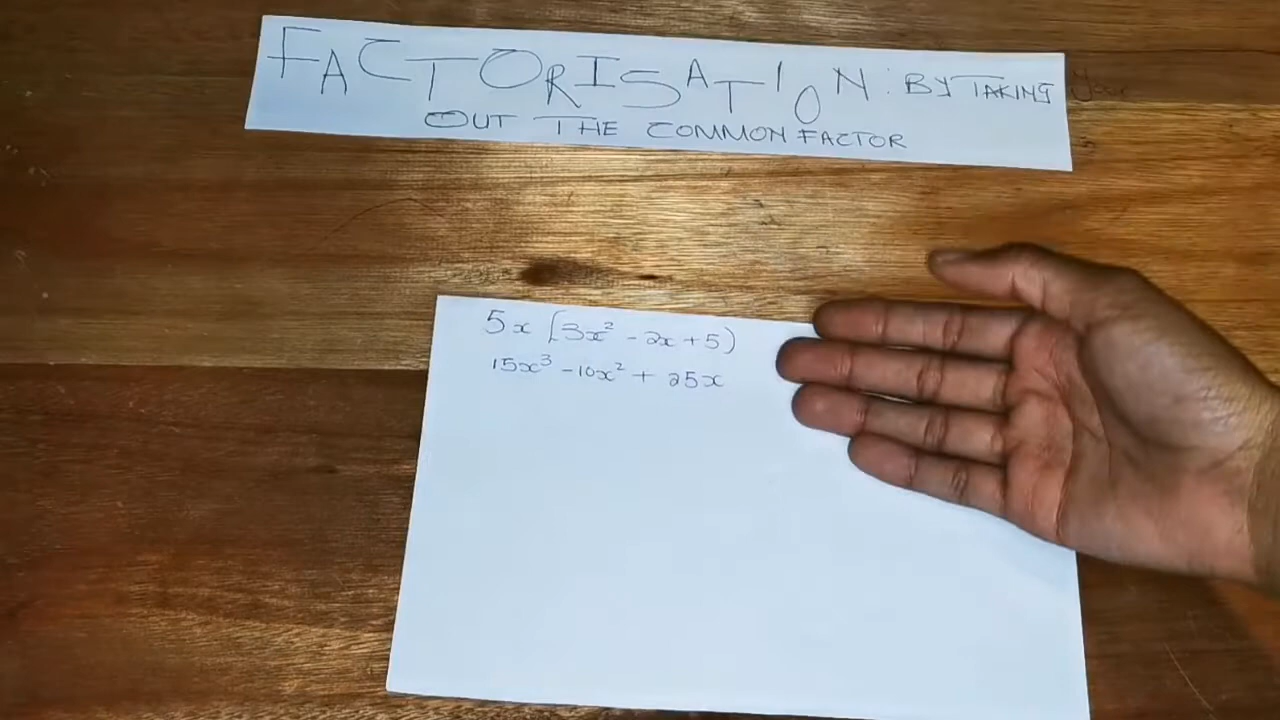 FACTORISATION: BY TAKING
OUT THE COMMON FACTOR
5x (3x² - 2x + 5)
15x³ - 10x² + 25x